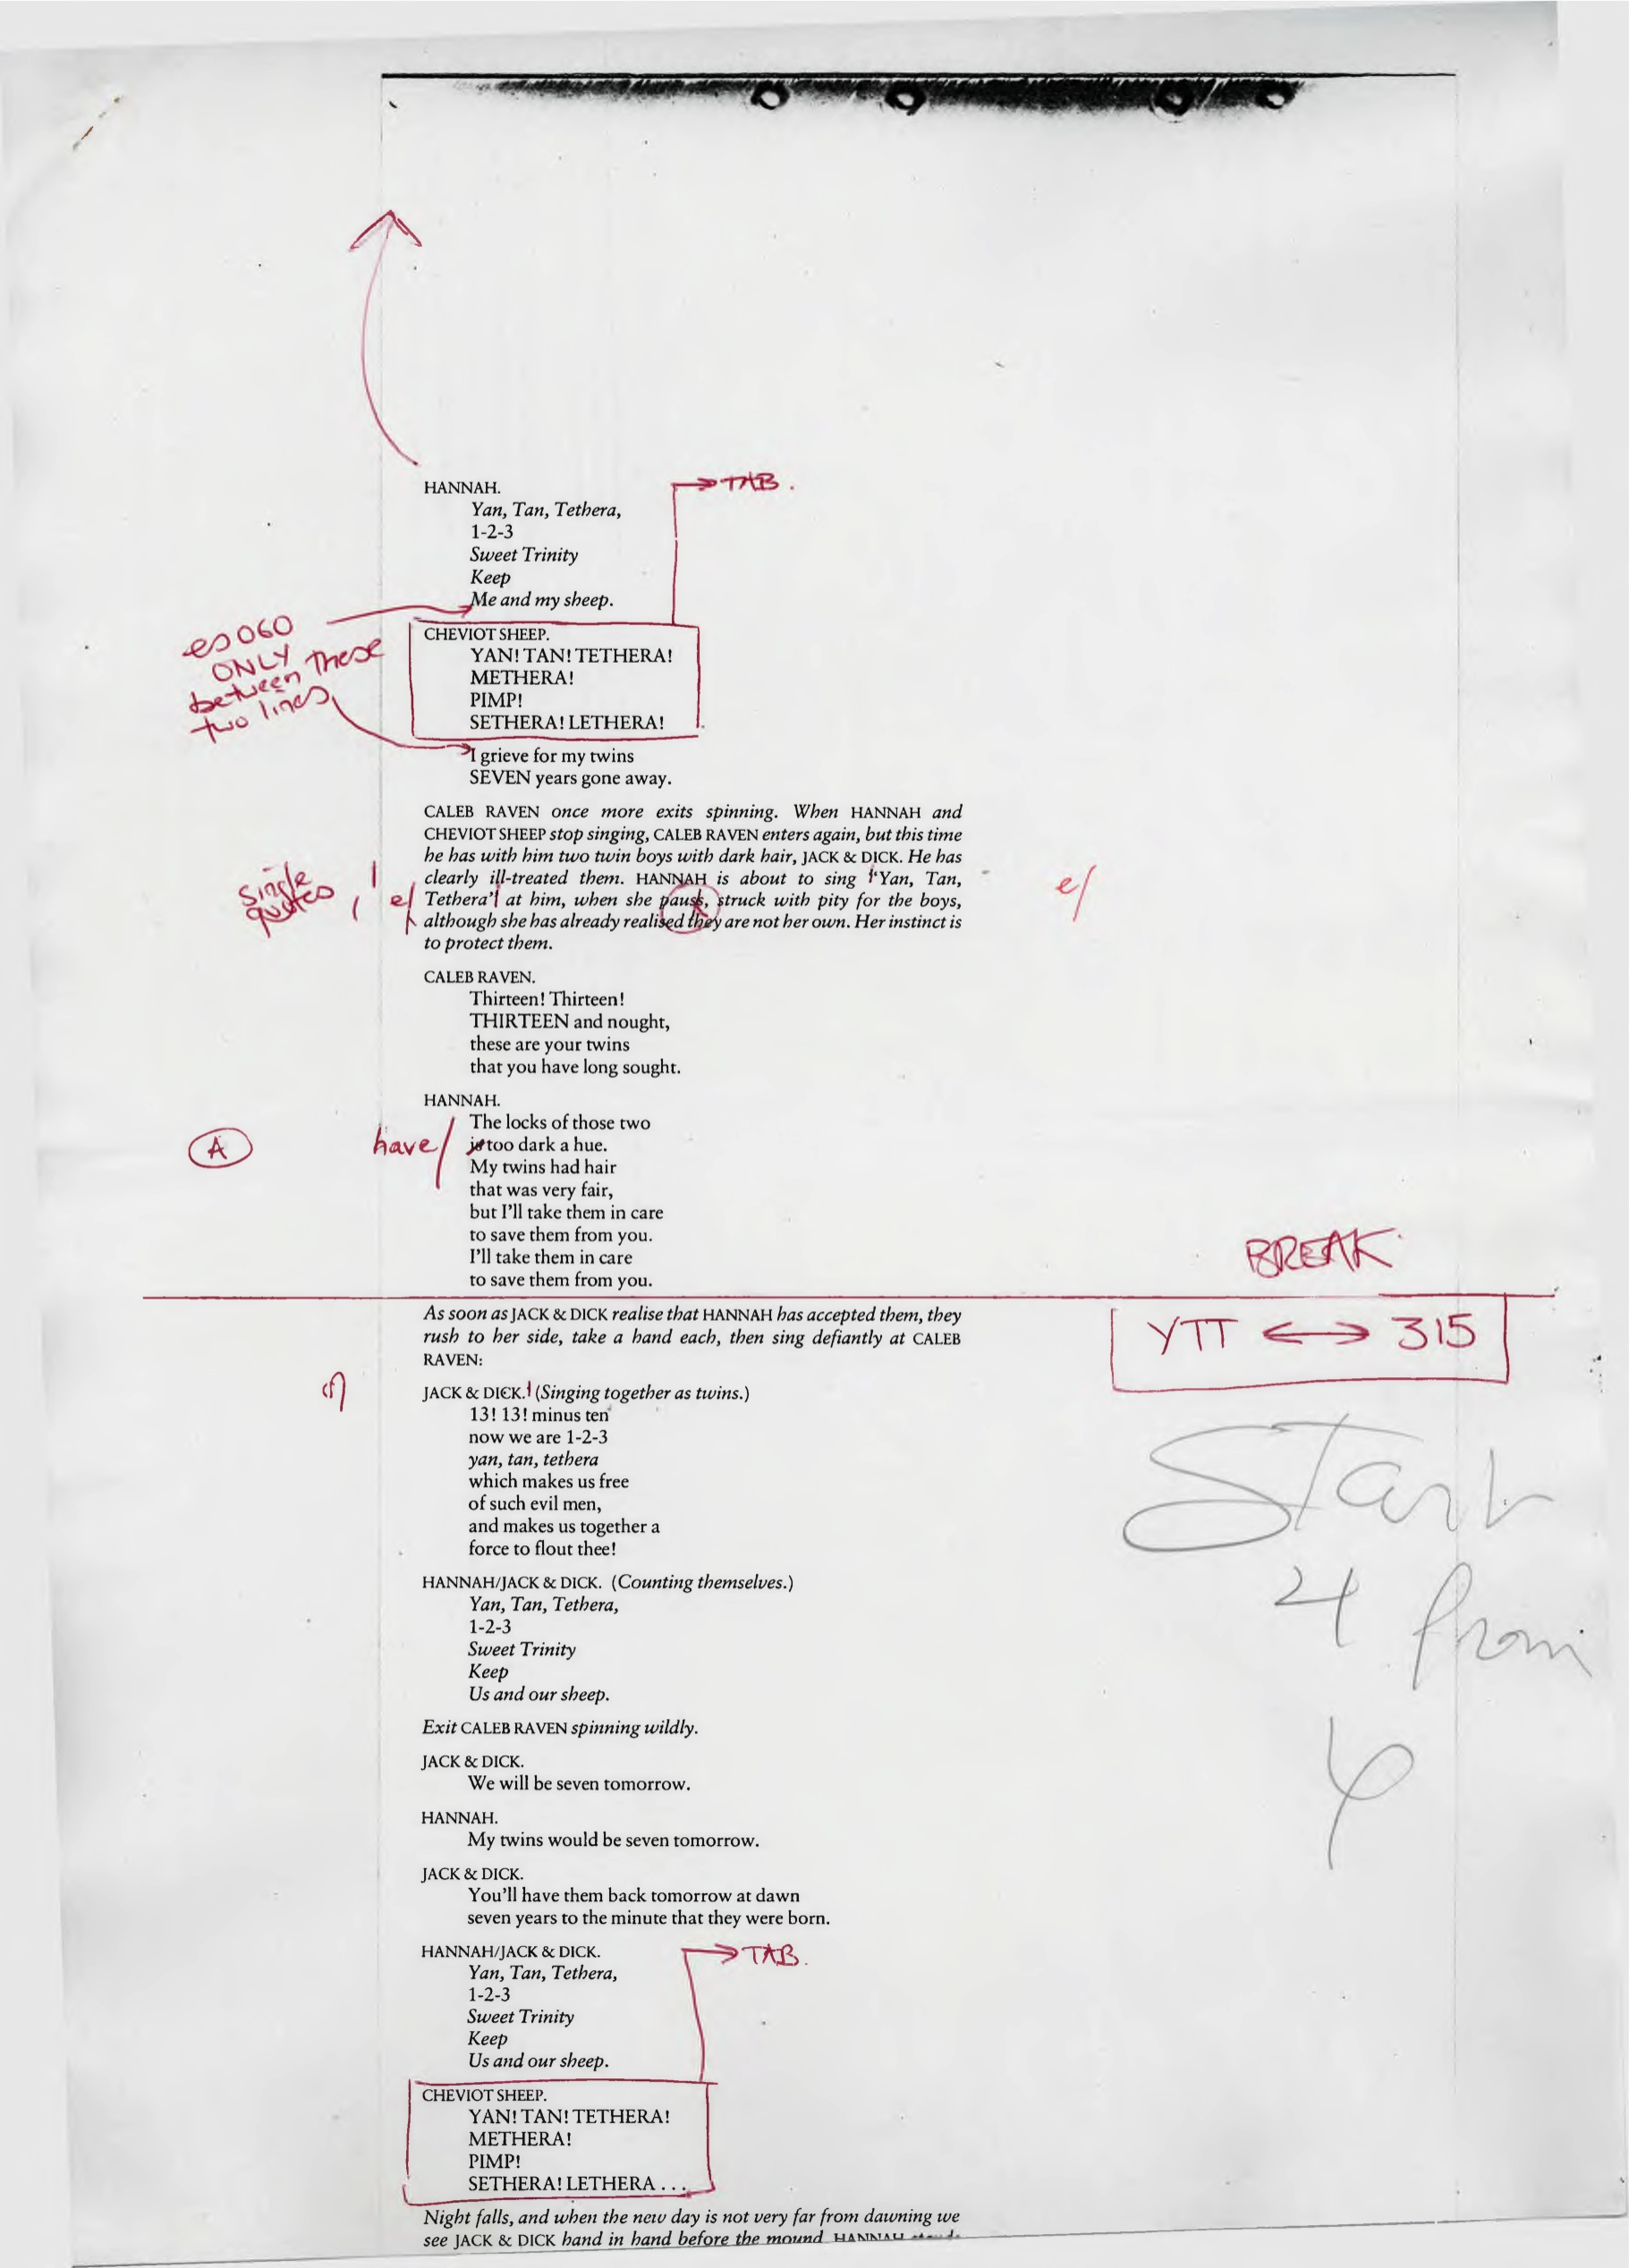 HANNAH.
Yan, Tan, Tethera,
1-2-3
Sweet Trinity
Keep
Me and my sheep.
→TAB.
es 060
ONLY
between these
two lines
CHEVIOT SHEEP.
YAN! TAN! TETHERA!
METHERA!
PIMP!
SETHERA! LETHERA!
I grieve for my twins
SEVEN years gone away.
CALEB RAVEN once more exits spinning. When HANNAH and
CHEVIOT SHEEP stop singing, CALEB RAVEN enters again, but this time
he has with him two twin boys with dark hair, JACK & DICK. He has
clearly ill-treated them. HANNAH is about to sing ‘‘Yan, Tan,
Tethera’’ at him, when she pauss, struck with pity for the boys,
although she has already realised they are not her own. Her instinct is
to protect them.
single
quotes
e/
e/
CALEB RAVEN.
Thirteen! Thirteen!
THIRTEEN and nought,
these are your twins
that you have long sought.
HANNAH.
The locks of those two
is too dark a hue.
My twins had hair
that was very fair,
but I’ll take them in care
to save them from you.
I’ll take them in care
to save them from you.
A
have/
BREAK
YTT ↔ 315
As soon as JACK & DICK realise that HANNAH has accepted them, they
rush to her side, take a hand each, then sing defiantly at CALEB
RAVEN:
JACK & DICK. (Singing together as twins.)
13! 13! minus ten
now we are 1-2-3
yan, tan, tethera
which makes us free
of such evil men,
and makes us together a
force to flout thee!
Start
4 from
HANNAH/JACK & DICK. (Counting themselves.)
Yan, Tan, Tethera,
1-2-3
Sweet Trinity
Keep
Us and our sheep.
Exit CALEB RAVEN spinning wildly.
JACK & DICK.
We will be seven tomorrow.
HANNAH.
My twins would be seven tomorrow.
JACK & DICK.
You’ll have them back tomorrow at dawn
seven years to the minute that they were born.
HANNAH/JACK & DICK.
Yan, Tan, Tethera,
1-2-3
Sweet Trinity
Keep
Us and our sheep.
→TAB.
CHEVIOT SHEEP.
YAN! TAN! TETHERA!
METHERA!
PIMP!
SETHERA! LETHERA . . .
Night falls, and when the new day is not very far from dawning we
see JACK & DICK hand in hand before the mound HANNAH